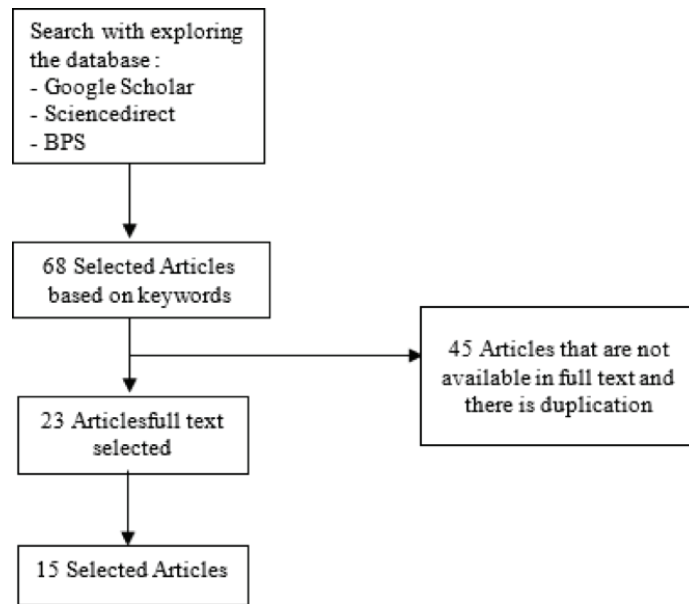 Search with exploring
the database :
- Google Scholar
- Sciencedirect
- BPS
68 Selected Articles
based on keywords
45 Articles that are not
available in full text and
there is duplication
23 Articlesfull text
selected
15 Selected Articles